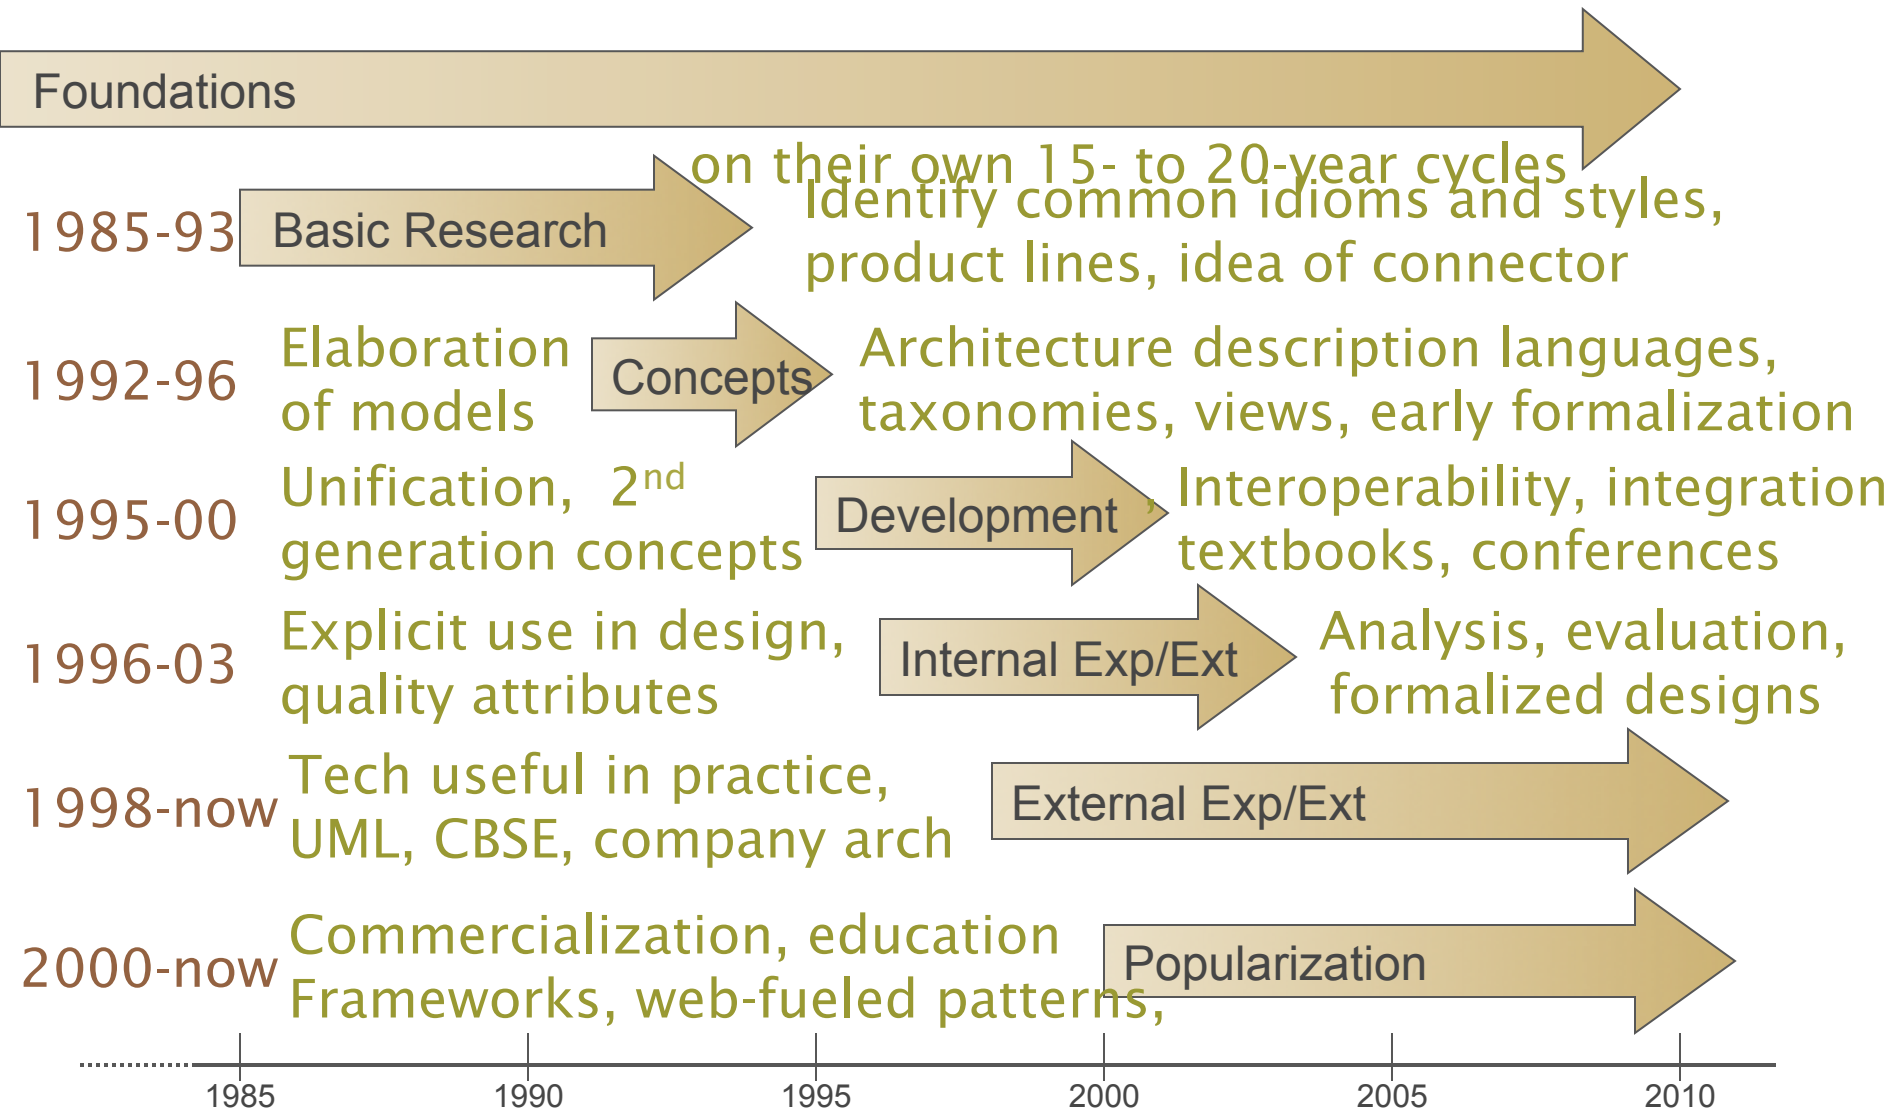 Foundations
on their own 15- to 20-year cycles
1985-93
Basic Research
Identify common idioms and styles,
product lines, idea of connector
1992-96
Elaboration
of models
Concepts
Architecture description languages,
taxonomies, views, early formalization
1995-00
Unification, 2nd
generation concepts
Development
, Interoperability, integration
textbooks, conferences
1996-03
Explicit use in design,
quality attributes
Internal Exp/Ext
Analysis, evaluation,
formalized designs
1998-now
Tech useful in practice,
UML, CBSE, company arch
External Exp/Ext
2000-now
Commercialization, education
Frameworks, web-fueled patterns,
Popularization
1985 1990 1995 2000 2005 2010